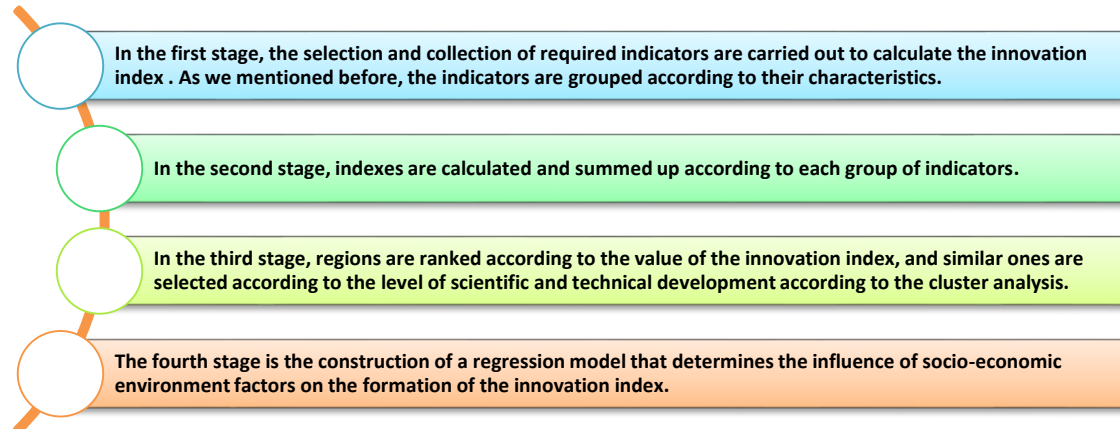 In the first stage, the selection and collection of required indicators are carried out to calculate the innovation
index . As we mentioned before, the indicators are grouped according to their characteristics.
In the second stage, indexes are calculated and summed up according to each group of indicators.
In the third stage, regions are ranked according to the value of the innovation index, and similar ones are
selected according to the level of scientific and technical development according to the cluster analysis.
The fourth stage is the construction of a regression model that determines the influence of socio-economic
environment factors on the formation of the innovation index.